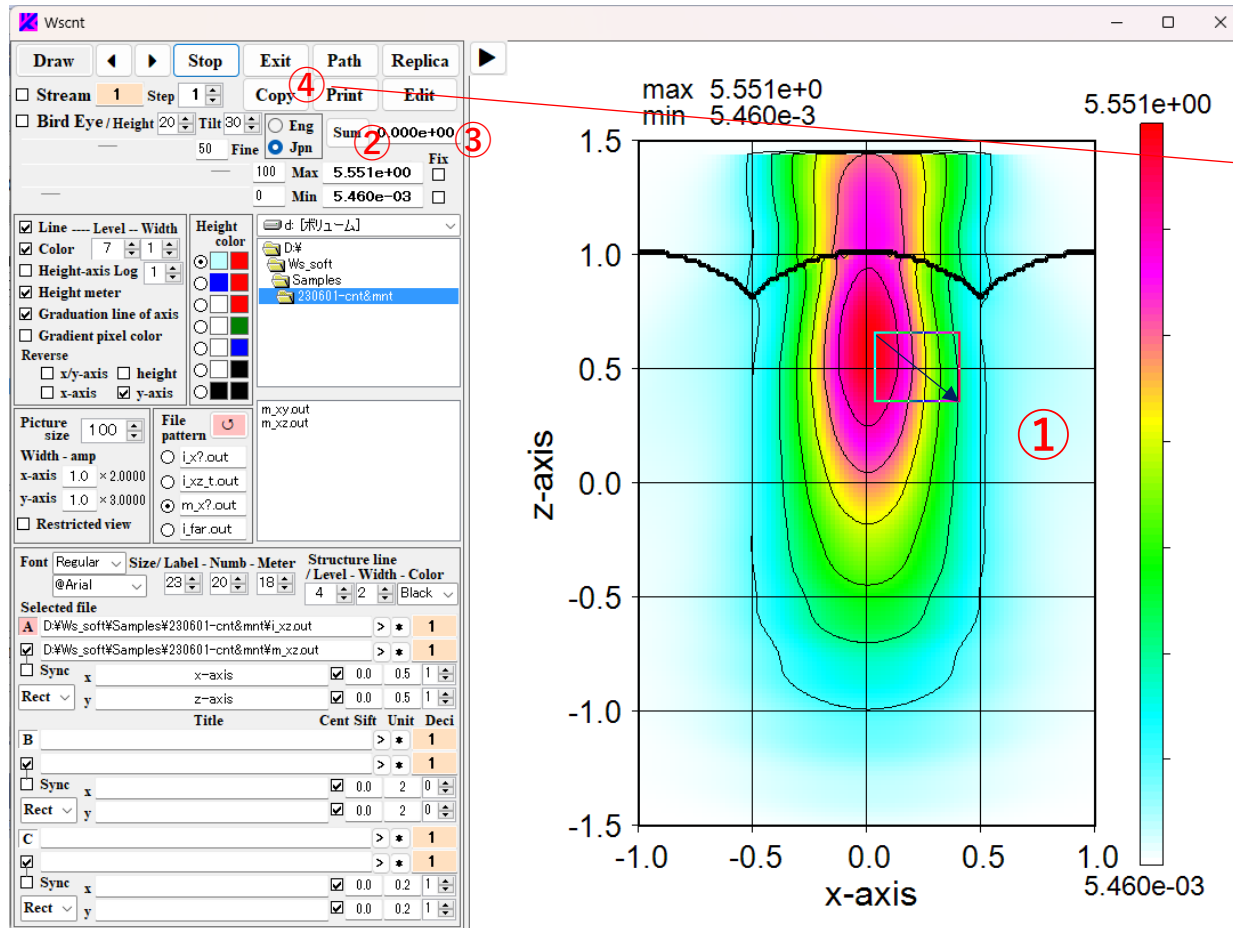 Wscnt
Draw Stop Exit Path Replica
Stream 1 Step 1 Copy ④ Print Edit
Bird Eye / Height 20 Tilt 30 Eng Sum ② 0.000e+00 ③
50 Fine Jpn Fix
100 Max 5.551e+00
0 Min 5.460e-03
Line ---- Level -- Width
Color 7 1
Height-axis Log 1
Height meter
Graduation line of axis
Gradient pixel color
Reverse
x/y-axis height
x-axis y-axis
Height
color
d: [ボリューム]
D:¥
Ws_soft
Samples
230601-cnt&mnt
Picture
size 100
Width - amp
x-axis 1.0 ×2.0000
y-axis 1.0 ×3.0000
Restricted view
File
pattern
i_x?.out
i_xz_t.out
m_x?.out
i_far.out
m_xy.out
m_xz.out
Font Regular Size/ Label - Numb - Meter Structure line
@Arial 23 20 18 / Level - Width - Color
4 2 Black
Selected file
A D:¥Ws_soft¥Samples¥230601-cnt&mnt¥i_xz.out > * 1
D:¥Ws_soft¥Samples¥230601-cnt&mnt¥m_xz.out > * 1
Sync x x-axis 0.0 0.5 1
Rect y z-axis 0.0 0.5 1
Title Cent Sift Unit Deci
B > * 1
> * 1
Sync x 0.0 2 0
Rect y 0.0 2 0
C > * 1
> * 1
Sync x 0.0 0.2 1
Rect y 0.0 0.2 1
max 5.551e+0
min 5.460e-3
5.551e+00
1.5
1.0
0.5
0.0
-0.5
-1.0
-1.5
z-axis
①
-1.0 -0.5 0.0 0.5 1.0
x-axis
5.460e-03